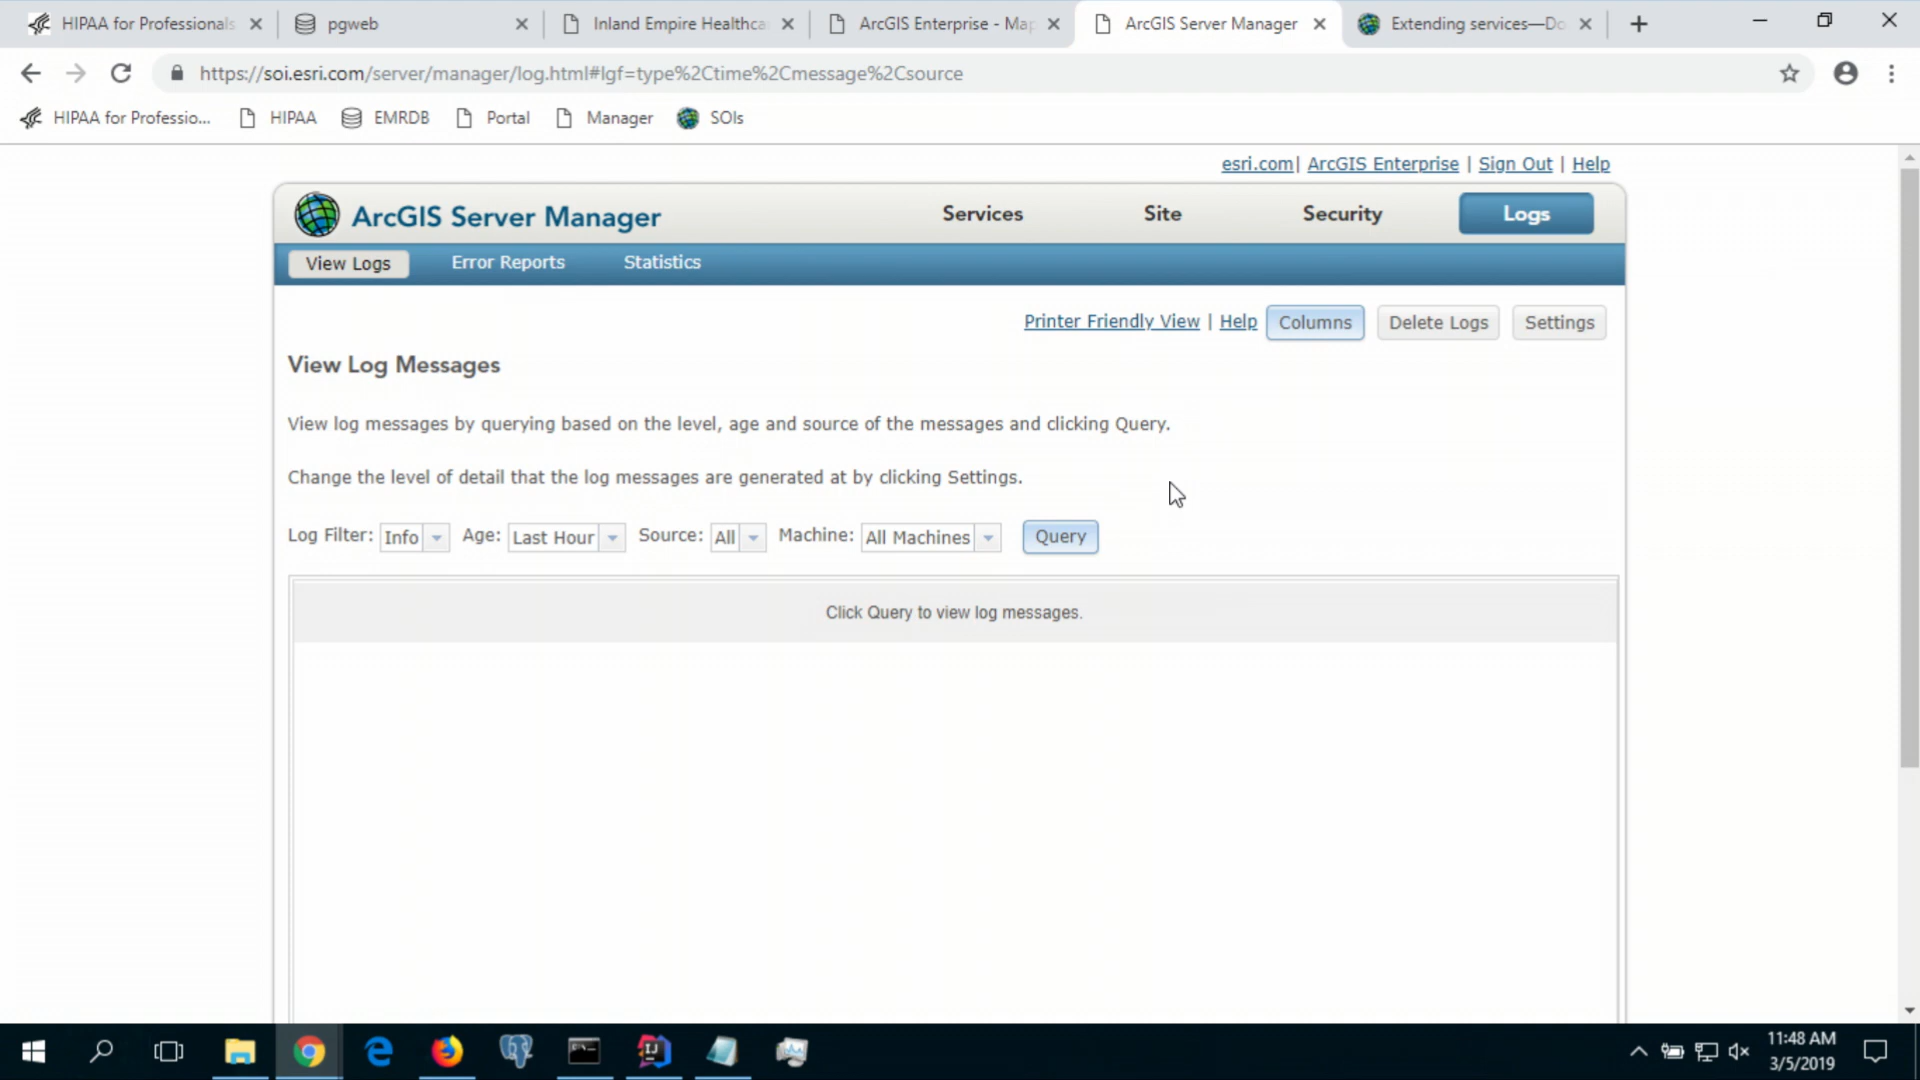 HIPAA for Professionals
pgweb
Inland Empire Healthca
ArcGIS Enterprise - Map
ArcGIS Server Manager
Extending services—Do
https://soi.esri.com/server/manager/log.html#lgf=type%2Ctime%2Cmessage%2Csource
HIPAA for Professio...
HIPAA
EMRDB
Portal
Manager
SOIs
esri.com| ArcGIS Enterprise | Sign Out | Help
ArcGIS Server Manager
Services
Site
Security
Logs
View Logs
Error Reports
Statistics
Printer Friendly View | Help
Columns
Delete Logs
Settings
View Log Messages
View log messages by querying based on the level, age and source of the messages and clicking Query.
Change the level of detail that the log messages are generated at by clicking Settings.
Log Filter: Info Age: Last Hour Source: All Machine: All Machines Query
Click Query to view log messages.
11:48 AM
3/5/2019